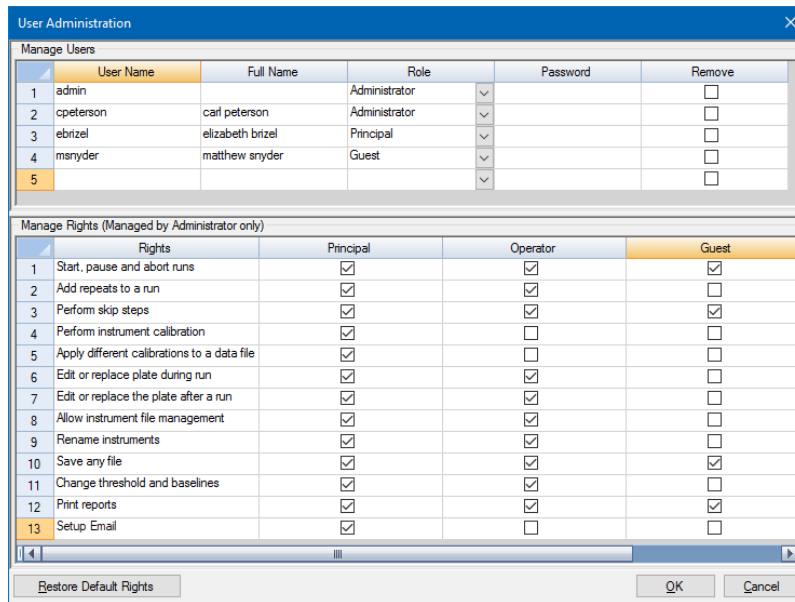 User Administration
Manage Users
User Name Full Name Role Password Remove
1 admin Administrator
2 cpeterson carl peterson Administrator
3 ebrizel elizabeth brizel Principal
4 msnyder matthew snyder Guest
5
Manage Rights (Managed by Administrator only)
Rights Principal Operator Guest
1 Start, pause and abort runs
2 Add repeats to a run
3 Perform skip steps
4 Perform instrument calibration
5 Apply different calibrations to a data file
6 Edit or replace plate during run
7 Edit or replace the plate after a run
8 Allow instrument file management
9 Rename instruments
10 Save any file
11 Change threshold and baselines
12 Print reports
13 Setup Email
Restore Default Rights OK Cancel